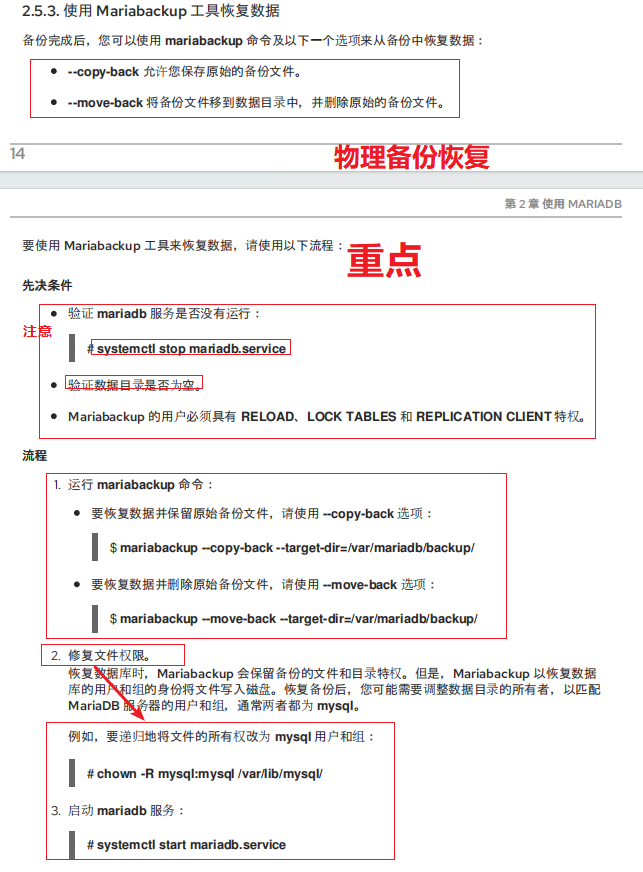 2.5.3. 使用 Mariabackup 工具恢复数据
备份完成后，您可以使用 mariabackup 命令及以下一个选项来从备份中恢复数据：
● --copy-back 允许您保存原始的备份文件。
● --move-back 将备份文件移到数据目录中，并删除原始的备份文件。
14
物理备份恢复
第 2 章 使用 MARIADB
要使用 Mariabackup 工具来恢复数据，请使用以下流程：
重点
先决条件
● 验证 mariadb 服务是否没有运行：
注意
# systemctl stop mariadb.service
● 验证数据目录是否为空。
● Mariabackup 的用户必须具有 RELOAD、LOCK TABLES 和 REPLICATION CLIENT 特权。
流程
1. 运行 mariabackup 命令：
● 要恢复数据并保留原始备份文件，请使用 --copy-back 选项：
$ mariabackup --copy-back --target-dir=/var/mariadb/backup/
● 要恢复数据并删除原始备份文件，请使用 --move-back 选项：
$ mariabackup --move-back --target-dir=/var/mariadb/backup/
2. 修复文件权限。
恢复数据库时，Mariabackup 会保留备份的文件和目录特权。但是，Mariabackup 以恢复数据
库的用户和组的身份将文件写入磁盘。恢复备份后，您可能需要调整数据目录的所有者，以匹配
MariaDB 服务器的用户和组，通常两者都为 mysql。
例如，要递归地将文件的所有权改为 mysql 用户和组：
# chown -R mysql:mysql /var/lib/mysql/
3. 启动 mariadb 服务：
# systemctl start mariadb.service